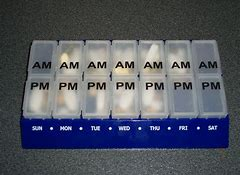 AM AM AM AM AM AM AM
PM PM PM PM PM PM PM
SUN • MON • TUE • WED • THU • FRI • SAT